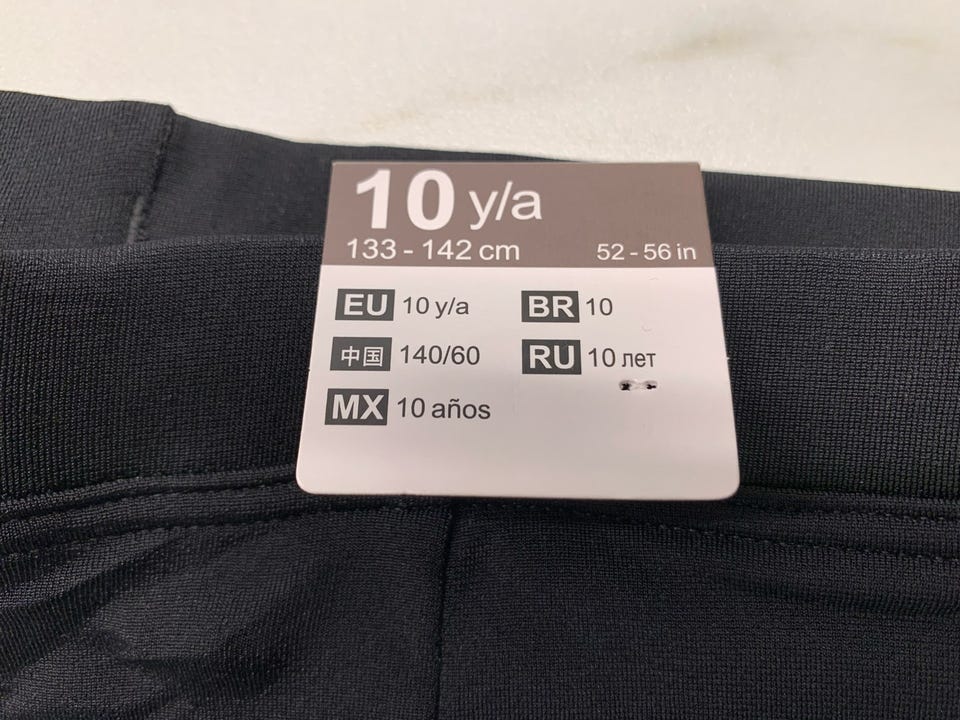 10 y/a
133 - 142 cm 52 - 56 in
EU 10 y/a BR 10
中国 140/60 RU 10 лет
MX 10 años